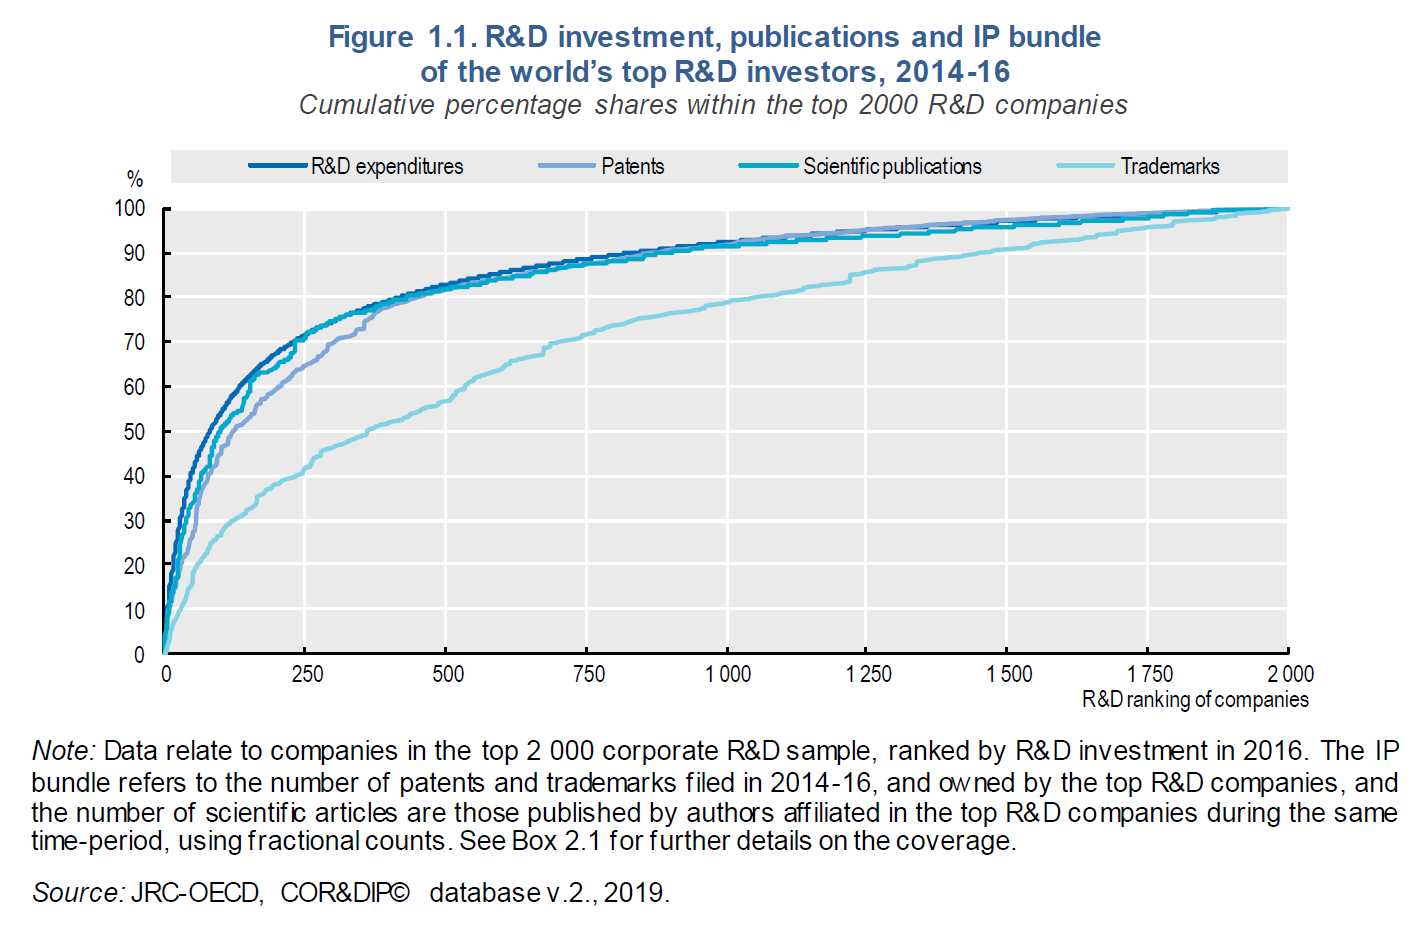 Figure 1.1. R&D investment, publications and IP bundle
of the world's top R&D investors, 2014-16
Cumulative percentage shares within the top 2000 R&D companies
R&D expenditures Patents Scientific publications Trademarks
%
100
90
80
70
60
50
40
30
20
10
0
0 250 500 750 1 000 1 250 1 500 1 750 2 000
R&D ranking of companies
Note: Data relate to companies in the top 2 000 corporate R&D sample, ranked by R&D investment in 2016. The IP
bundle refers to the number of patents and trademarks filed in 2014-16, and owned by the top R&D companies, and
the number of scientific articles are those published by authors affiliated in the top R&D companies during the same
time-period, using fractional counts. See Box 2.1 for further details on the coverage.
Source: JRC-OECD, COR&DIP© database v.2., 2019.